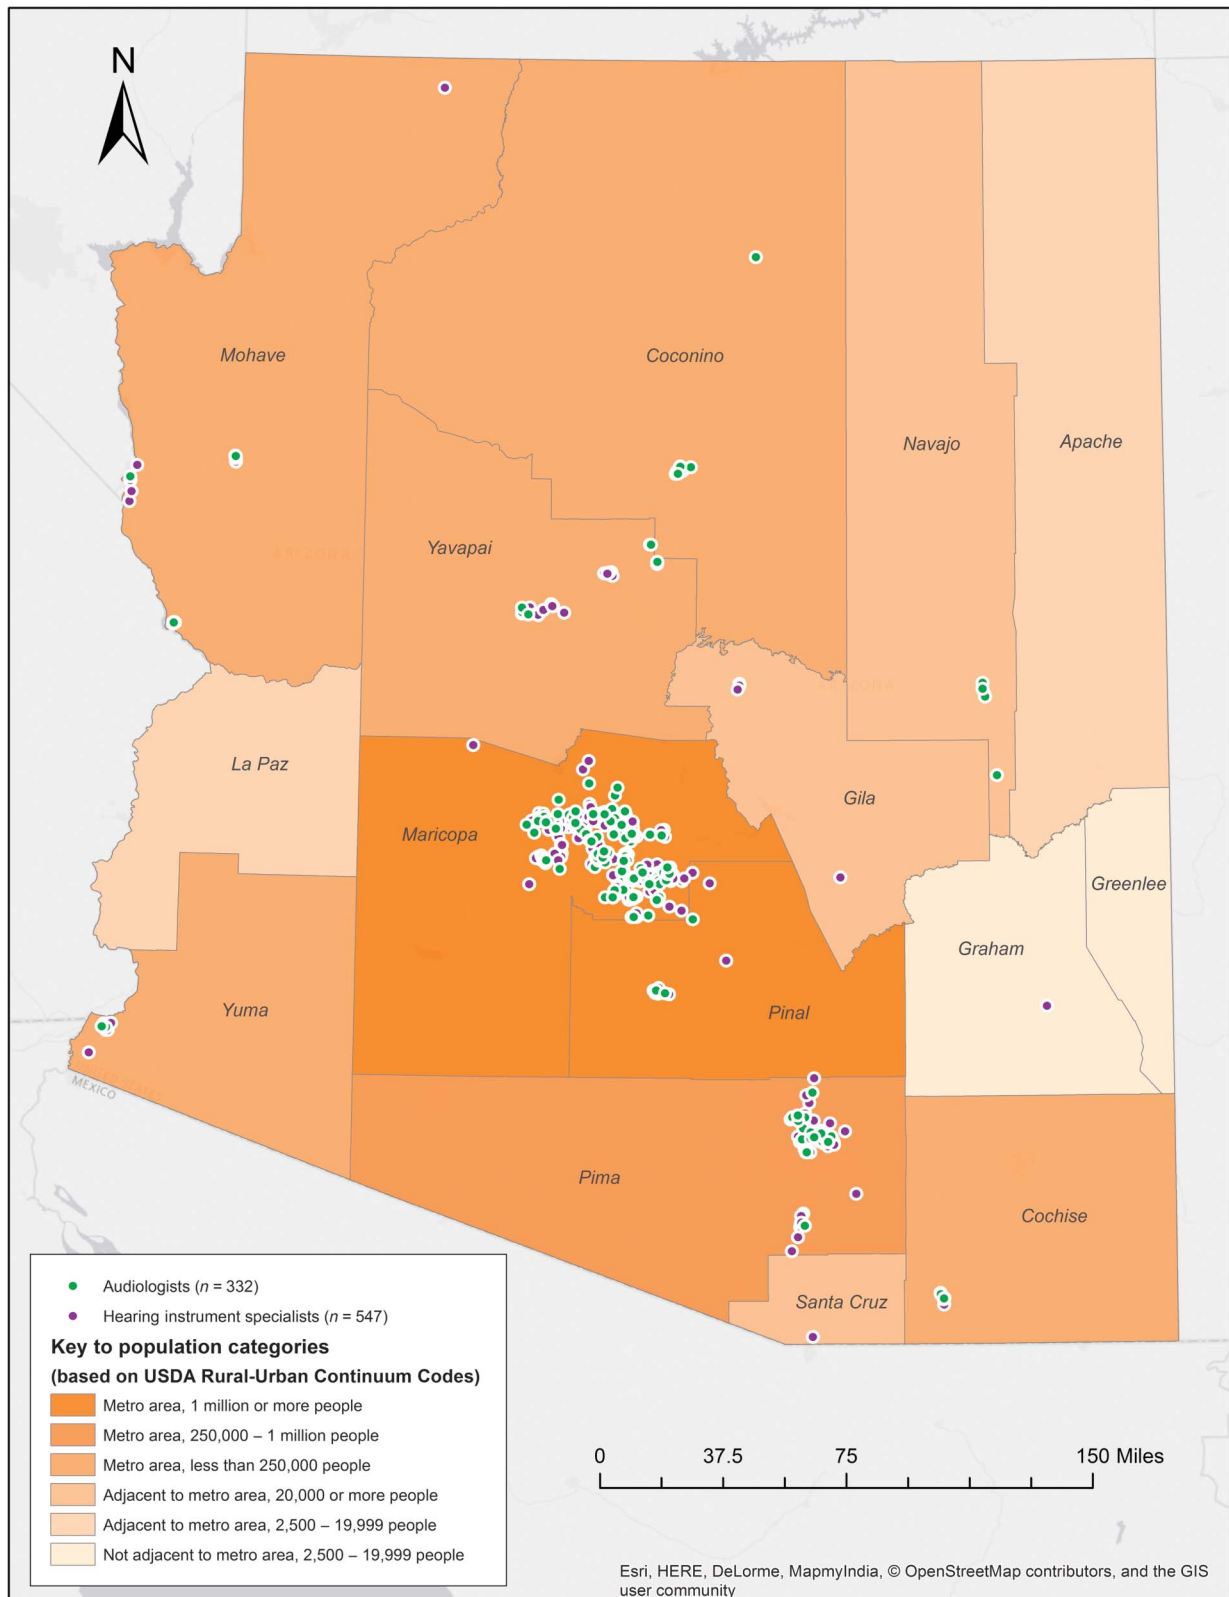 N
Mohave
Coconino
Navajo
Apache
Yavapai
La Paz
Maricopa
Gila
Greenlee
Graham
Yuma
Pinal
MEXICO
Pima
Cochise
Santa Cruz
Audiologists (n = 332)
Hearing instrument specialists (n = 547)
Key to population categories
(based on USDA Rural-Urban Continuum Codes)
Metro area, 1 million or more people
Metro area, 250,000 – 1 million people
Metro area, less than 250,000 people
Adjacent to metro area, 20,000 or more people
Adjacent to metro area, 2,500 – 19,999 people
Not adjacent to metro area, 2,500 – 19,999 people
0 37.5 75 150 Miles
Esri, HERE, DeLorme, MapmyIndia, © OpenStreetMap contributors, and the GIS
user community